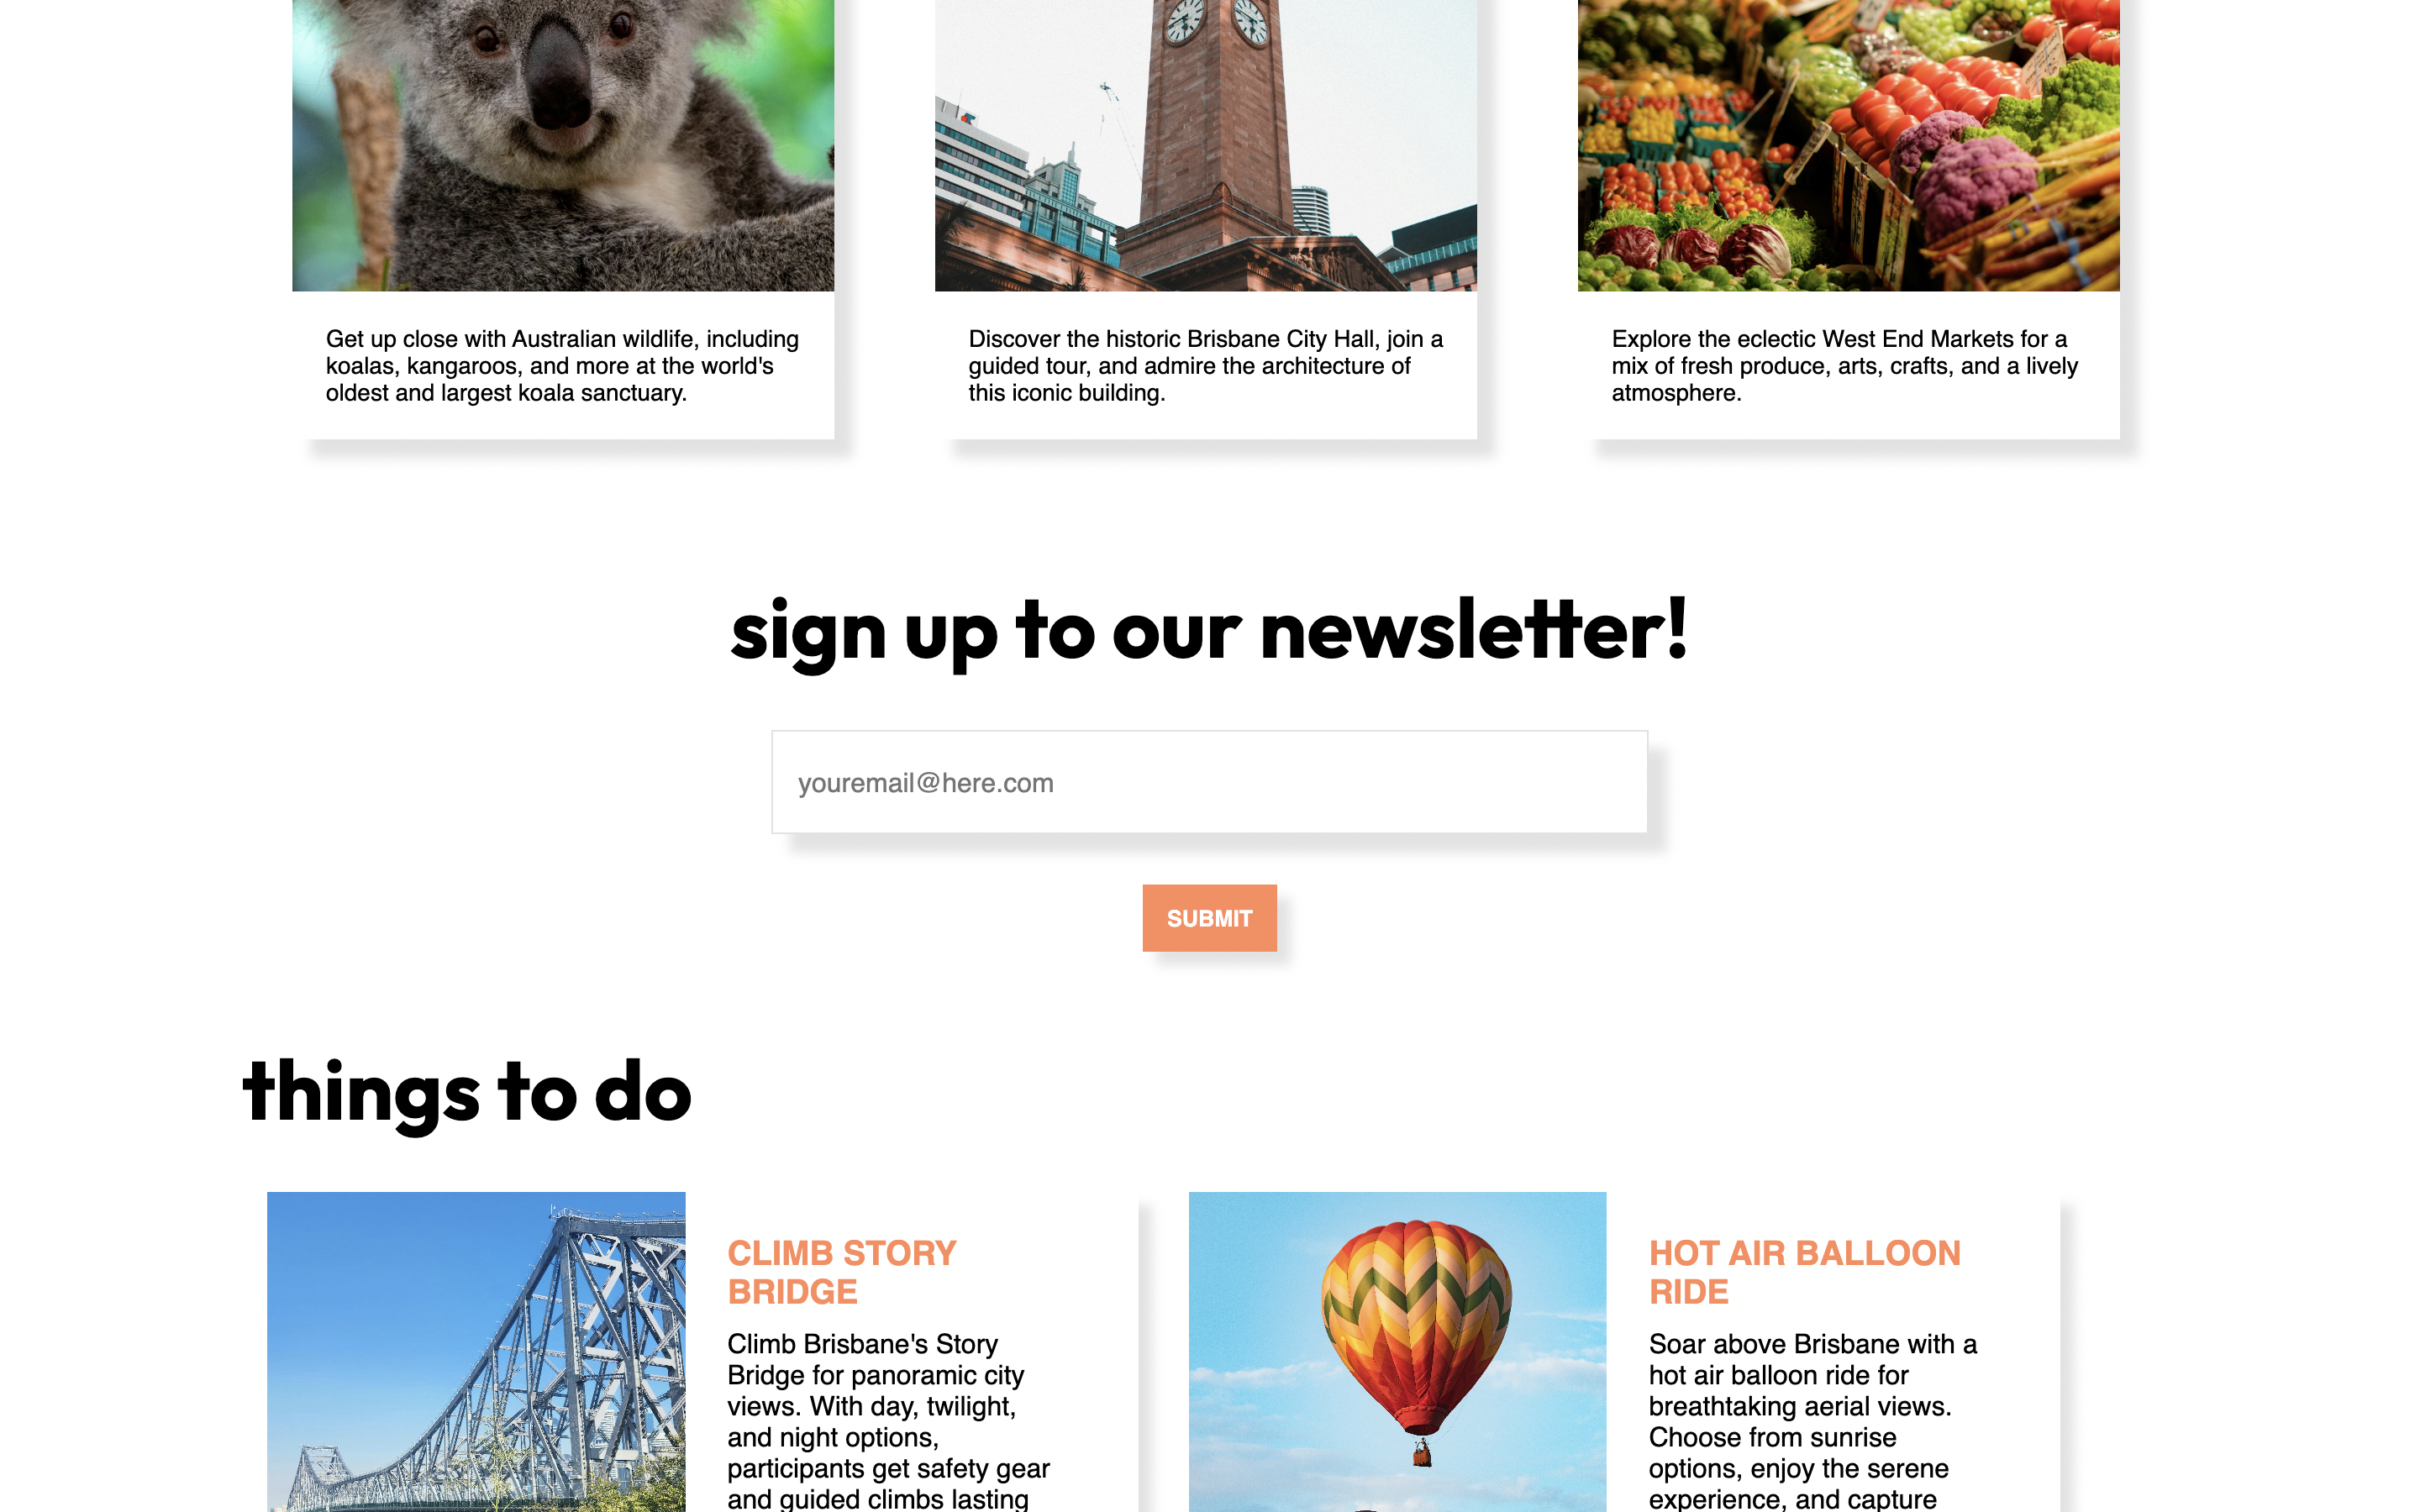 Get up close with Australian wildlife, including
koalas, kangaroos, and more at the world's
oldest and largest koala sanctuary.
Discover the historic Brisbane City Hall, join a
guided tour, and admire the architecture of
this iconic building.
Explore the eclectic West End Markets for a
mix of fresh produce, arts, crafts, and a lively
atmosphere.
sign up to our newsletter!
youremail@here.com
SUBMIT
things to do
CLIMB STORY
BRIDGE
Climb Brisbane's Story
Bridge for panoramic city
views. With day, twilight,
and night options,
participants get safety gear
and guided climbs lasting
HOT AIR BALLOON
RIDE
Soar above Brisbane with a
hot air balloon ride for
breathtaking aerial views.
Choose from sunrise
options, enjoy the serene
experience, and capture